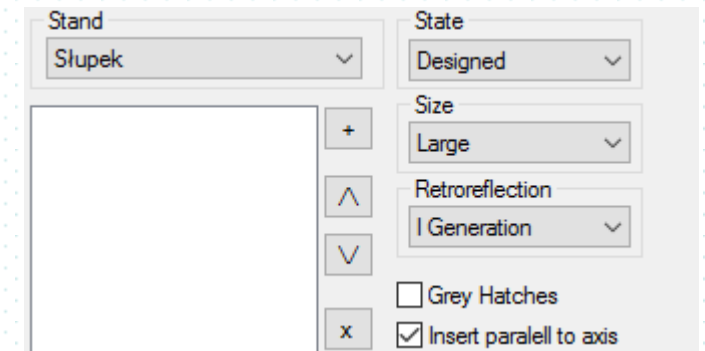 Stand
Słupek
+
/\
\/
x
State
Designed
Size
Large
Retroreflection
I Generation
Grey Hatches
Insert paralell to axis